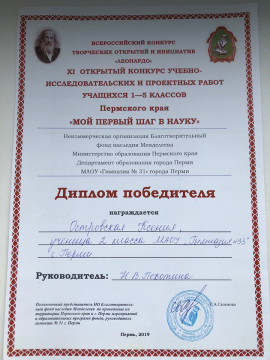 ВСЕРОССИЙСКИЙ КОНКУРС
ТВОРЧЕСКИХ ОТКРЫТИЙ И ИНИЦИАТИВ
«ЛЕОНАРДО»
XI ОТКРЫТЫЙ КОНКУРС УЧЕБНО-
ИССЛЕДОВАТЕЛЬСКИХ И ПРОЕКТНЫХ РАБОТ
УЧАЩИХСЯ 1—5 КЛАССОВ
Пермского края
«МОЙ ПЕРВЫЙ ШАГ В НАУКУ»
Некоммерческая организация Благотворительный
фонд наследия Менделеева
Министерство образования Пермского края
Департамент образования города Перми
МАОУ «Гимназия № 31» города Перми
Диплом победителя
награждается
Островская Ксения,
ученица 2 класса МАОУ "Гимназия №33"
г. Перми
Руководитель:
Пермь, 2019